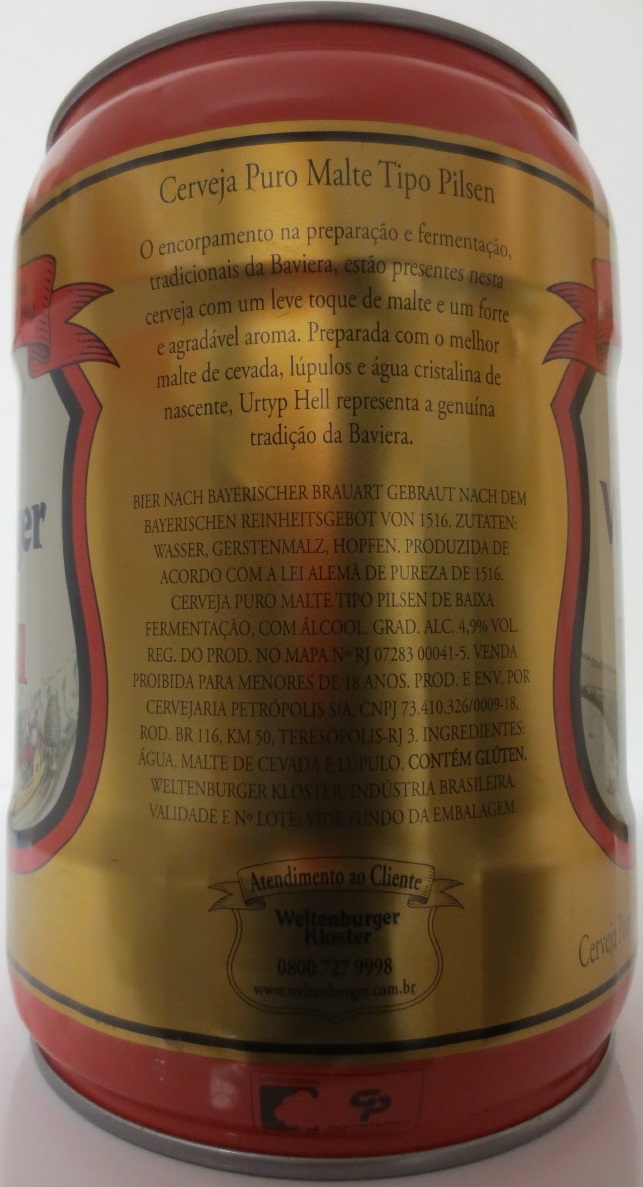 Cerveja Puro Malte Tipo Pilsen
O encorpamento na preparação e fermentação,
tradicionais da Baviera, estão presentes nesta
cerveja com um leve toque de malte e um forte
e agradável aroma. Preparada com o melhor
malte de cevada, lúpulos e água cristalina de
nascente, Urtyp Hell representa a genuína
tradição da Baviera.
BIER NACH BAYERISCHER BRAUART GEBRAUT NACH DEM
BAYERISCHEN REINHEITSGEBOT VON 1516. ZUTATEN:
WASSER, GERSTENMALZ, HOPFEN. PRODUZIDA DE
ACORDO COM A LEI ALEMÃ DE PUREZA DE 1516.
CERVEJA PURO MALTE TIPO PILSEN DE BAIXA
FERMENTAÇÃO, COM ÁLCOOL. GRAD. ALC. 4,9% VOL.
REG. DO PROD. NO MAPA Nº RJ 07283 00041-5. VENDA
PROIBIDA PARA MENORES DE 18 ANOS. PROD. E ENV. POR
CERVEJARIA PETRÓPOLIS S/A, CNPJ 73.410.326/0009-18,
ROD. BR 116, KM 50, TERESÓPOLIS-RJ 3. INGREDIENTES:
ÁGUA, MALTE DE CEVADA E LÚPULO. CONTÉM GLÚTEN.
WELTENBURGER KLOSTER. INDÚSTRIA BRASILEIRA.
VALIDADE E Nº LOTE: VIDE FUNDO DA EMBALAGEM.
Atendimento ao Cliente
Weltenburger
Kloster
0800 727 9998
www.weltenburger.com.br
er
Cerveja
GP